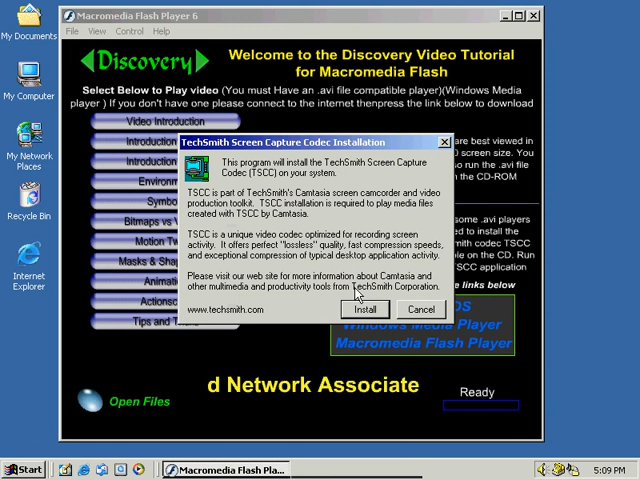 My Documents
My Computer
My Network
Places
Recycle Bin
Internet
Explorer
Macromedia Flash Player 6
File View Control Help
Discovery
Welcome to the Discovery Video Tutorial
for Macromedia Flash
Select Below to Play video (You must Have an .avi file compatible player)(Windows Media
player ) If you don't have one please connect to the internet thenpress the link below to download
Video Introduction
Introduction
Introduction
Environm
Symbo
Bitmaps vs V
Motion Tw
Masks & Shap
Animati
Actionsc
Tips and T
are best viewed in
0 screen size. You
o run the .avi file
CD-ROM
some avi players
ed to install the
smith codec TSCC
ble on the CD. Run
TSCC application
e links below
OS
Windows Media Player
Macromedia Flash Player
TechSmith Screen Capture Codec Installation
This program will install the TechSmith Screen Capture
Codec (TSCC) on your system.
TSCC is part of TechSmith's Camtasia screen camcorder and video
production toolkit. TSCC installation is required to play media files
created with TSCC by Camtasia.
TSCC is a unique video codec optimized for recording screen
activity. It offers perfect "lossless" quality, fast compression speeds,
and exceptional compression of typical desktop application activity.
Please visit our web site for more information about Camtasia and
other multimedia and productivity tools from TechSmith Corporation.
www.techsmith.com
Install
Cancel
d Network Associate
Ready
Open Files
Start
Macromedia Flash Pla...
5:09 PM